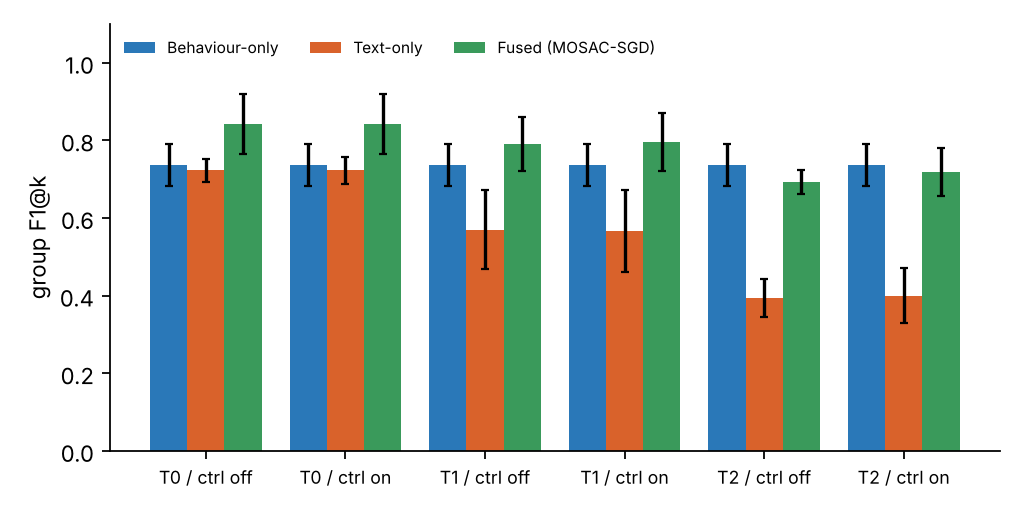 Behaviour-only Text-only Fused (MOSAC-SGD)
group F1@k
1.0
0.8
0.6
0.4
0.2
0.0
T0 / ctrl off T0 / ctrl on T1 / ctrl off T1 / ctrl on T2 / ctrl off T2 / ctrl on